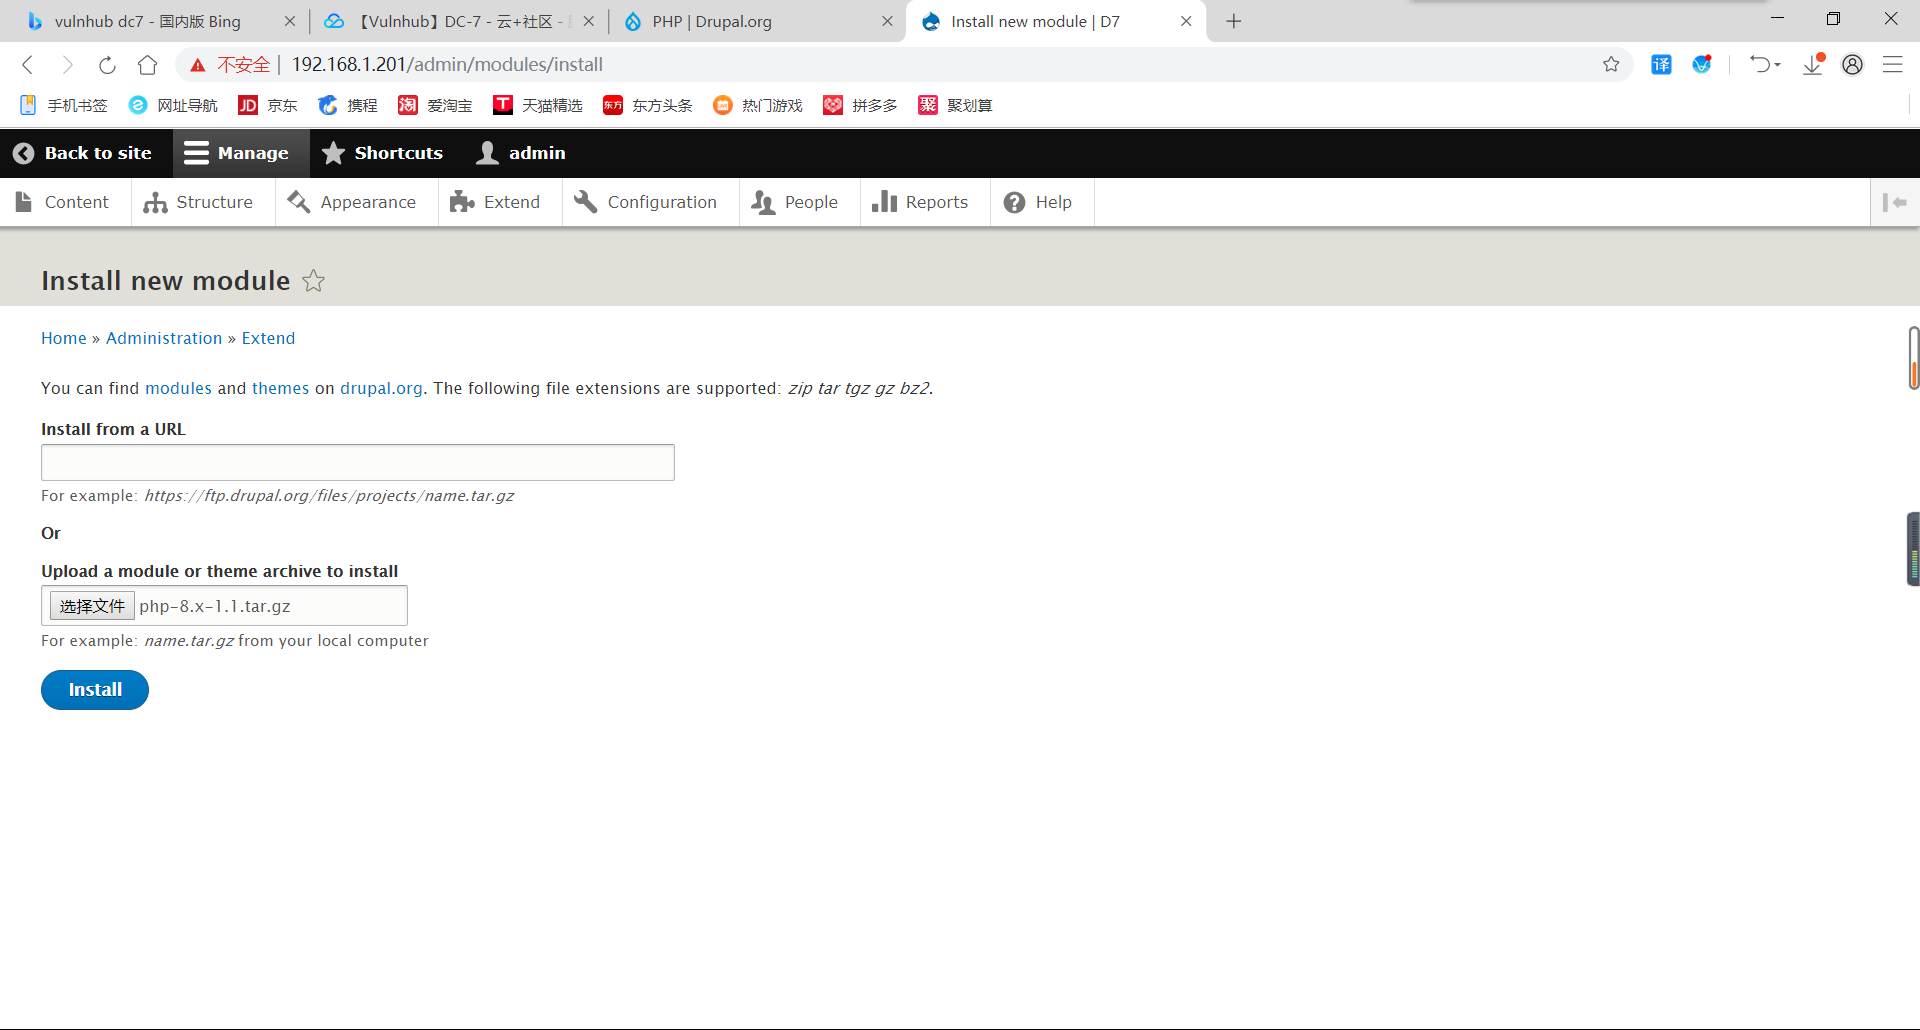 vulnhub dc7 - 国内版 Bing
【Vulnhub】DC-7 - 云+社区 -
PHP | Drupal.org
Install new module | D7
不安全 | 192.168.1.201/admin/modules/install
译
手机书签 网址导航 JD 京东 携程 淘 爱淘宝 T 天猫精选 东方 东方头条 热门游戏 拼多多 聚 聚划算
Back to site Manage Shortcuts admin
Content Structure Appearance Extend Configuration People Reports Help
Install new module
Home » Administration » Extend
You can find modules and themes on drupal.org. The following file extensions are supported: zip tar tgz gz bz2.
Install from a URL
For example: https://ftp.drupal.org/files/projects/name.tar.gz
Or
Upload a module or theme archive to install
选择文件 php-8.x-1.1.tar.gz
For example: name.tar.gz from your local computer
Install